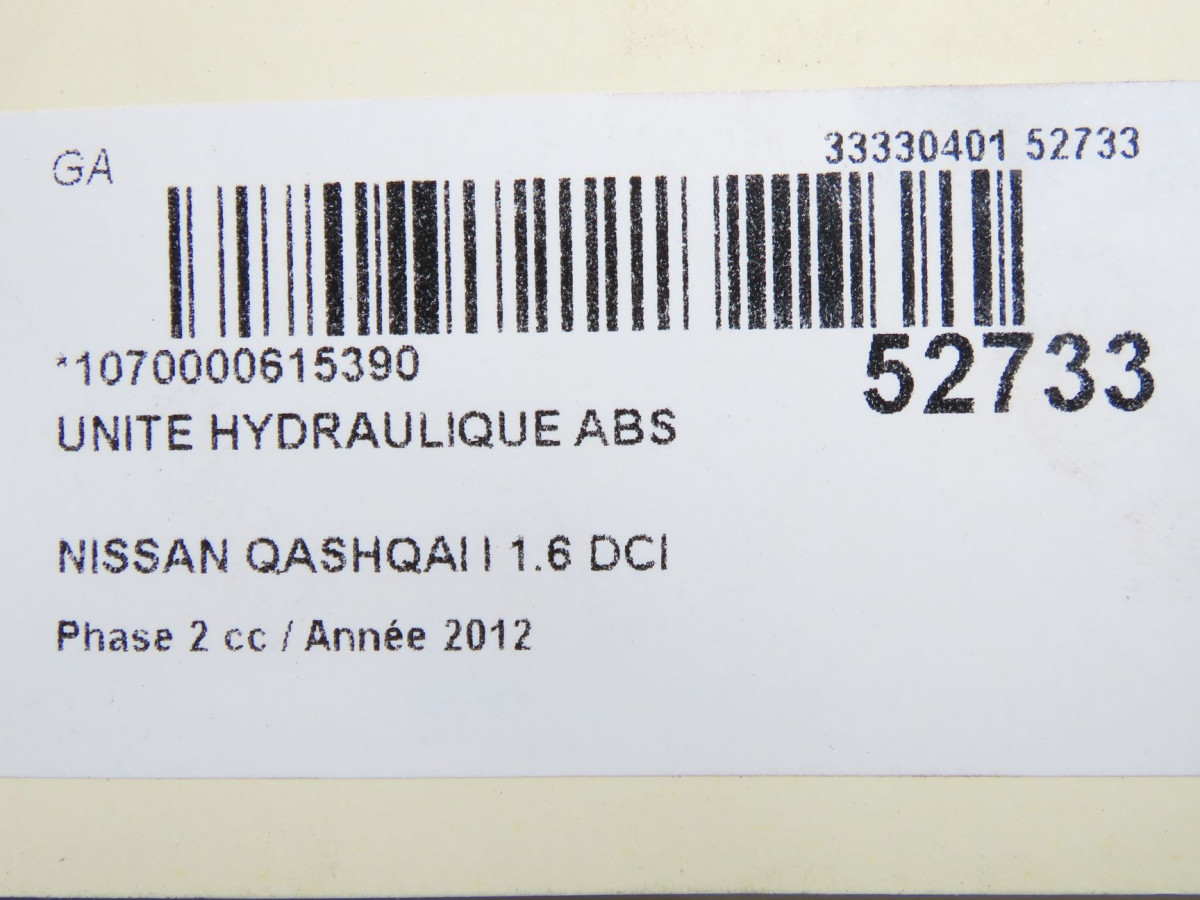 GA
33330401 52733
*1070000615390
52733
UNITE HYDRAULIQUE ABS
NISSAN QASHQAI I 1.6 DCI
Phase 2 cc / Année 2012